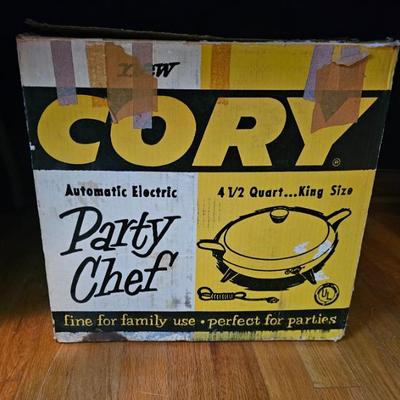 new
CORY®
Automatic Electric
Party
Chef
4 1/2 Quart...King Size
UL
fine for family use • perfect for parties